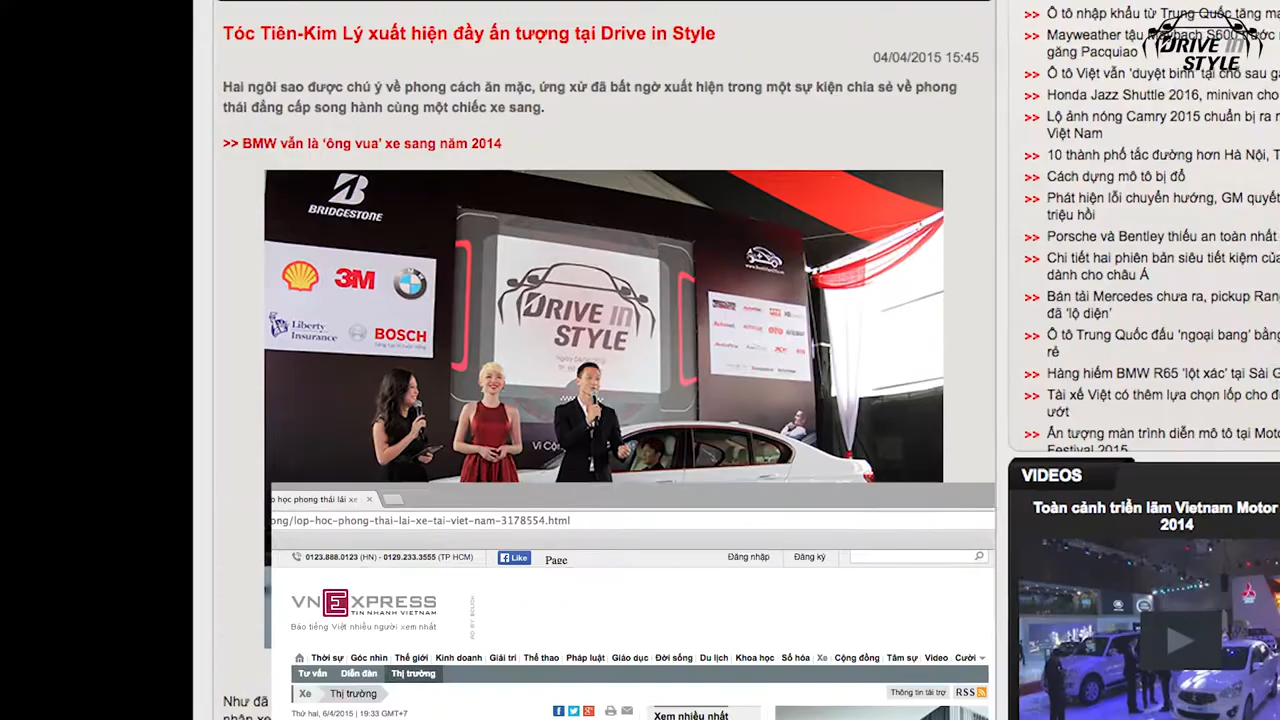 Tóc Tiên-Kim Lý xuất hiện đầy ấn tượng tại Drive in Style
04/04/2015 15:45
Hai ngôi sao được chú ý về phong cách ăn mặc, ứng xử đã bất ngờ xuất hiện trong một sự kiện chia sẻ về phong
thái đẳng cấp song hành cùng một chiếc xe sang.
>> BMW vẫn là 'ông vua' xe sang năm 2014
BRIDGESTONE
3M
BMW
Liberty
Insurance
BOSCH
DRIVE IN
STYLE
Như đã
>> Ô tô nhập khẩu từ Trung Quốc tăng mạ
>> Mayweather tậu Maybach S600 trước
găng Pacquiao
>> Ô tô Việt vẫn 'duyệt binh' tại chỗ sau g
>> Honda Jazz Shuttle 2016, minivan cho
>> Lộ ảnh nóng Camry 2015 chuẩn bị ra
Việt Nam
>> 10 thành phố tắc đường hơn Hà Nội, T
>> Cách dựng mô tô bị đổ
>> Phát hiện lỗi chuyển hướng, GM quyết
triệu hồi
>> Porsche và Bentley thiếu an toàn nhất
>> Chi tiết hai phiên bản siêu tiết kiệm củ
dành cho châu Á
>> Bán tải Mercedes chưa ra, pickup Ran
đã 'lộ diện'
>> Ô tô Trung Quốc đấu 'ngoại bang' bằng
rẻ
>> Hàng hiếm BMW R65 'lột xác' tại Sài G
>> Tài xế Việt có thêm lựa chọn lốp cho đ
ướt
>> Ấn tượng màn trình diễn mô tô tại Moto
Festival 2015
DRIVE IN
STYLE
VIDEOS
Toàn cảnh triển lãm Vietnam Motor
2014
học phong thái lái xe
ong/lop-hoc-phong-thai-lai-xe-tai-viet-nam-3178554.html
0123.888.0123 (HN) - 0129.233.3555 (TP HCM)
Like
Page
Đăng nhập
Đăng ký
VNEXPRESS
TIN NHANH VIETNAM
Báo tiếng Việt nhiều người xem nhất
Thời sự Góc nhìn Thế giới Kinh doanh Giải trí Thể thao Pháp luật Giáo dục Đời sống Du lịch Khoa học Số hóa Xe Cộng đồng Tâm sự Video Cười
Tư vấn Diễn đàn Thị trường
Xe Thị trường
Thông tin tài trợ
RSS
Thứ hai, 6/4/2015 | 19:33 GMT+7
Xem nhiều nhất